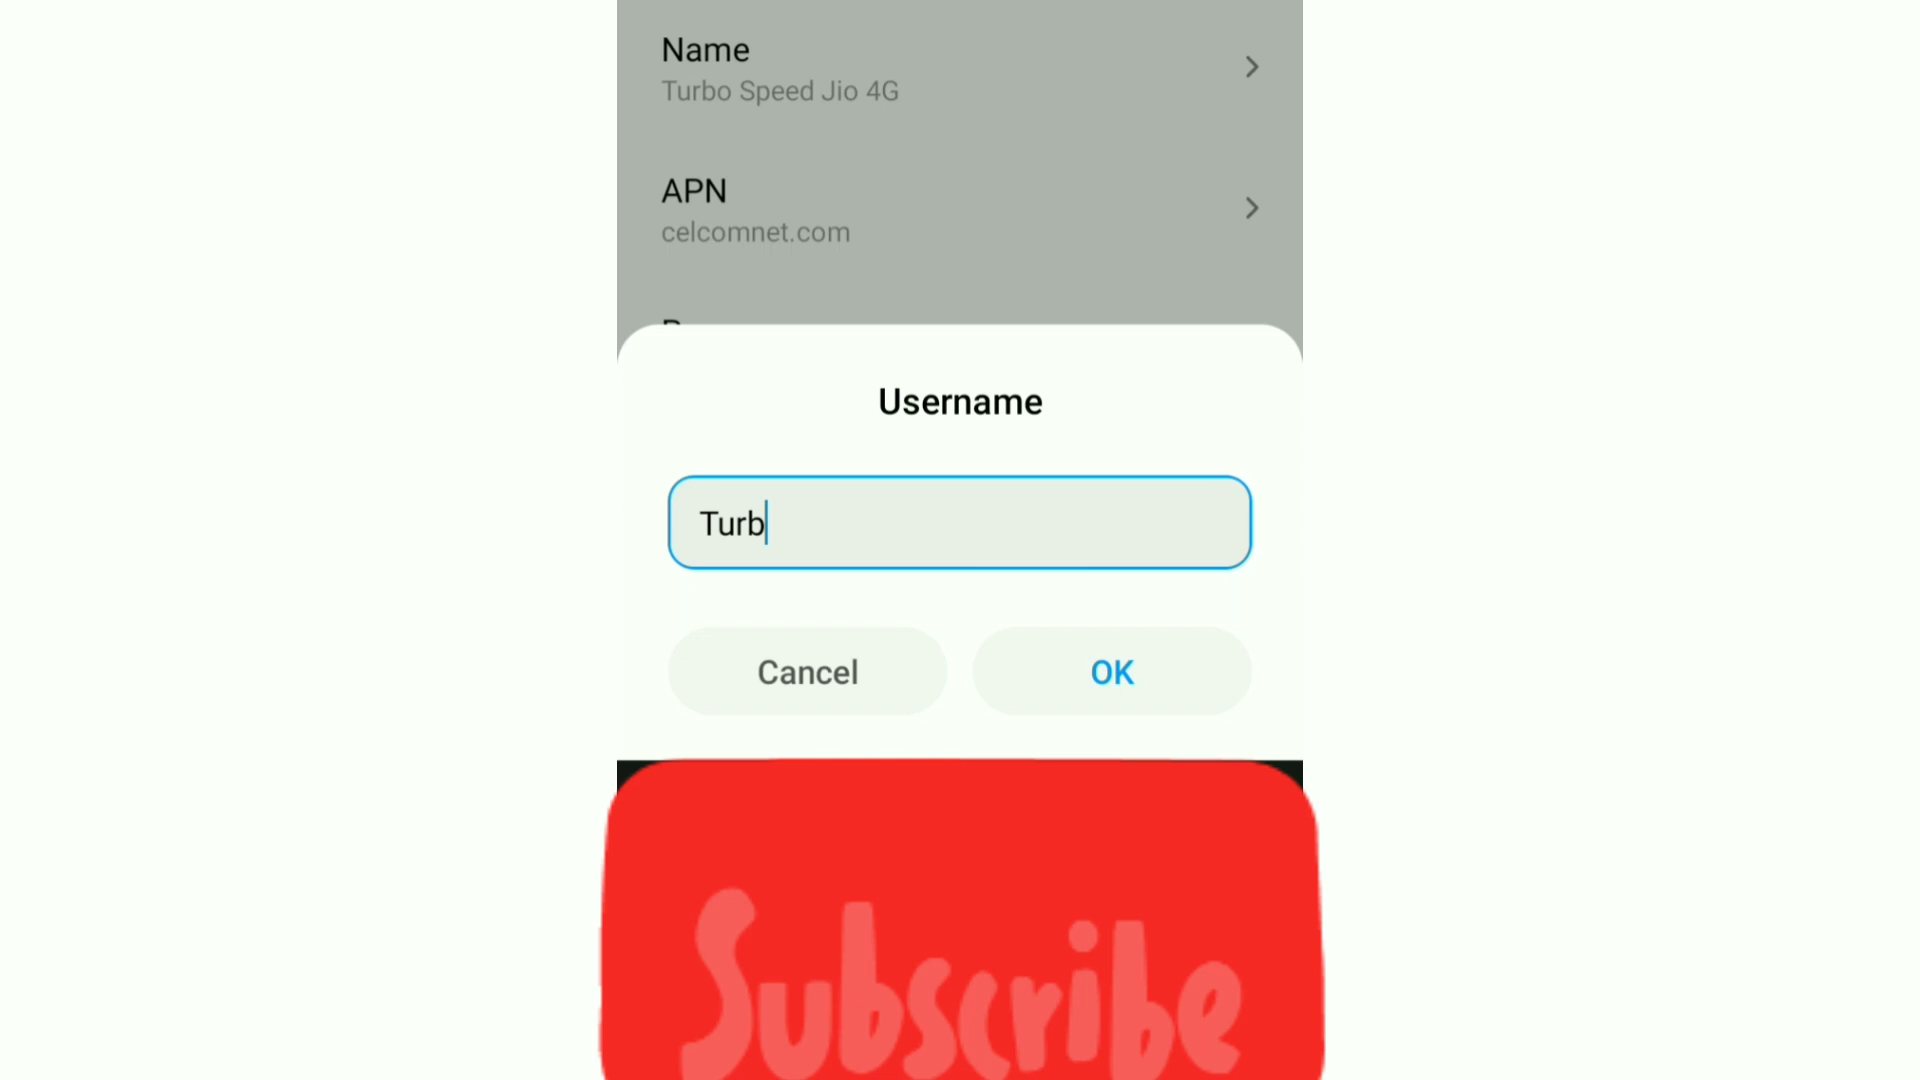 Name
Turbo Speed Jio 4G
APN
celcomnet.com
Username
Turb
Cancel
OK
Subscribe